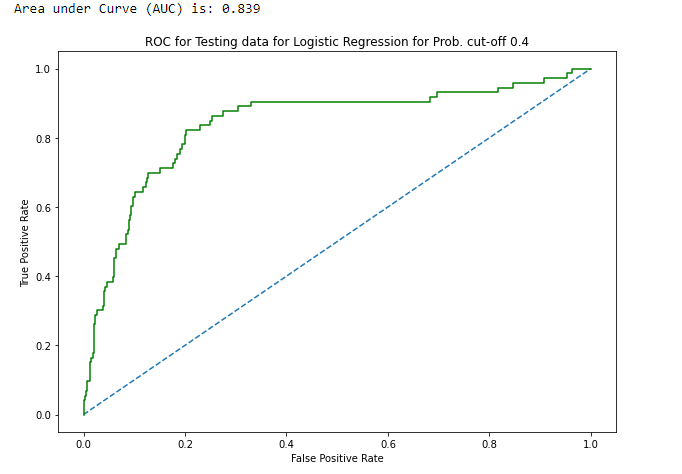 Area under Curve (AUC) is: 0.839
ROC for Testing data for Logistic Regression for Prob. cut-off 0.4
1.0
0.8
0.6
0.4
0.2
0.0
True Positive Rate
0.0 0.2 0.4 0.6 0.8 1.0
False Positive Rate